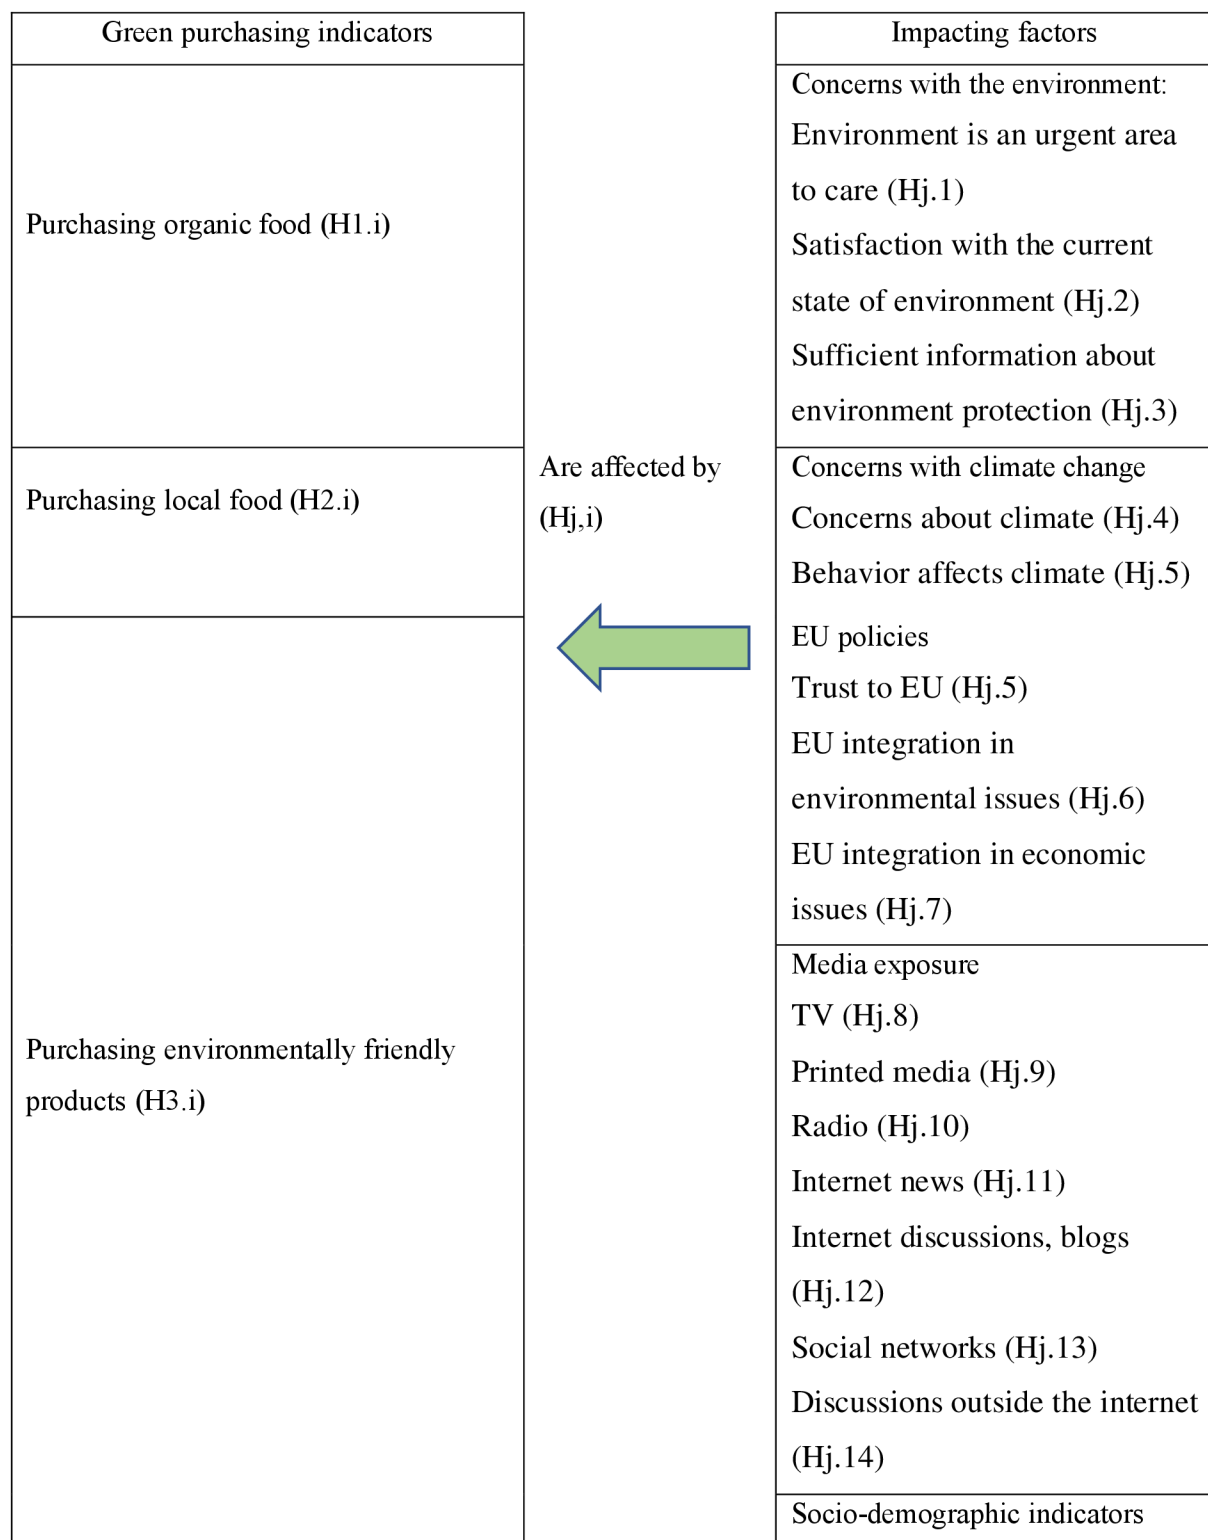 Green purchasing indicators
Purchasing organic food (H1.i)
Purchasing local food (H2.i)
Purchasing environmentally friendly
products (H3.i)
Are affected by
(Hj,i)
Impacting factors
Concerns with the environment:
Environment is an urgent area
to care (Hj.1)
Satisfaction with the current
state of environment (Hj.2)
Sufficient information about
environment protection (Hj.3)
Concerns with climate change
Concerns about climate (Hj.4)
Behavior affects climate (Hj.5)
EU policies
Trust to EU (Hj.5)
EU integration in
environmental issues (Hj.6)
EU integration in economic
issues (Hj.7)
Media exposure
TV (Hj.8)
Printed media (Hj.9)
Radio (Hj.10)
Internet news (Hj.11)
Internet discussions, blogs
(Hj.12)
Social networks (Hj.13)
Discussions outside the internet
(Hj.14)
Socio-demographic indicators